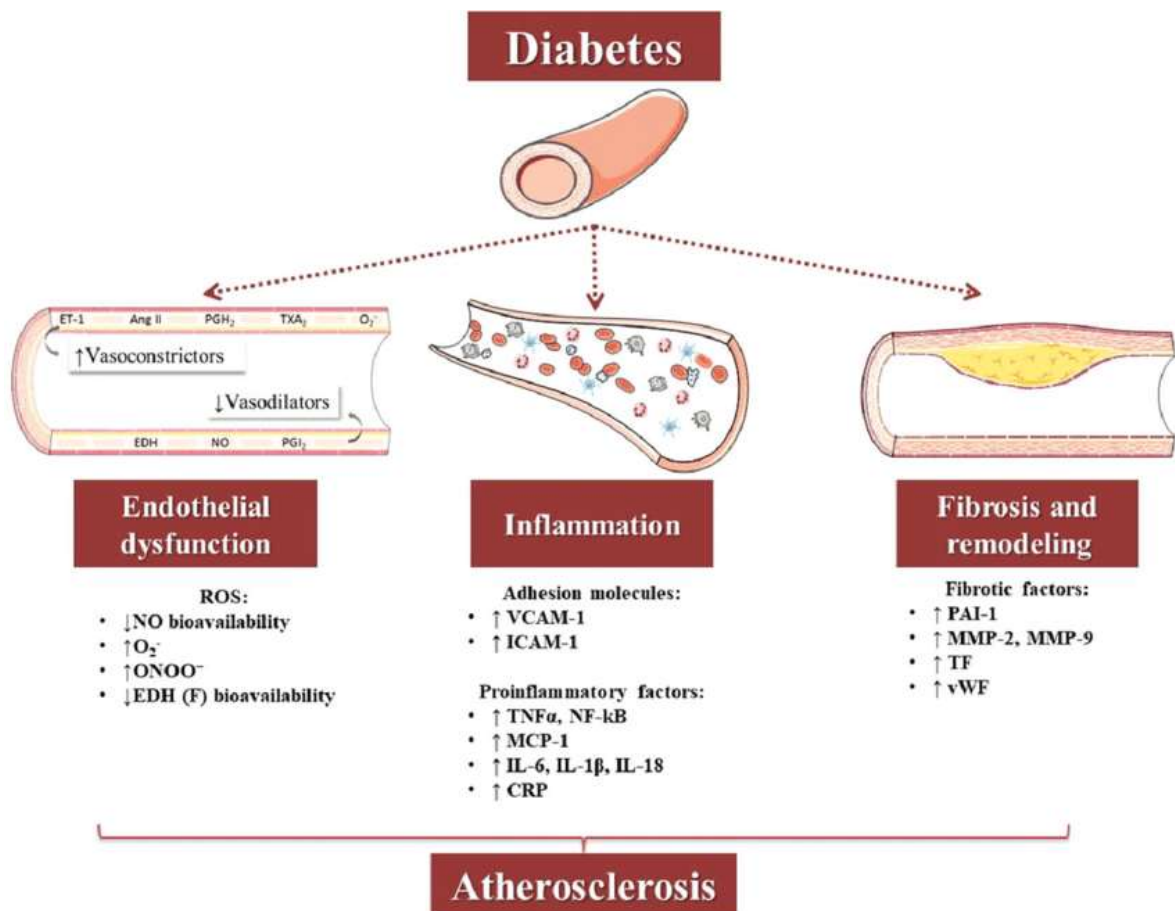 Diabetes
ET-1 Ang II PGH₂ TXA₂ O₂⁻
↑Vasoconstrictors
↓Vasodilators
EDH NO PGI₂
Endothelial
dysfunction
ROS:
• ↓NO bioavailability
• ↑O₂⁻
• ↑ONOO⁻
• ↓EDH (F) bioavailability
Inflammation
Adhesion molecules:
• ↑ VCAM-1
• ↑ ICAM-1
Proinflammatory factors:
• ↑ TNFα, NF-kB
• ↑ MCP-1
• ↑ IL-6, IL-1β, IL-18
• ↑ CRP
Fibrosis and
remodeling
Fibrotic factors:
• ↑ PAI-1
• ↑ MMP-2, MMP-9
• ↑ TF
• ↑ vWF
Atherosclerosis